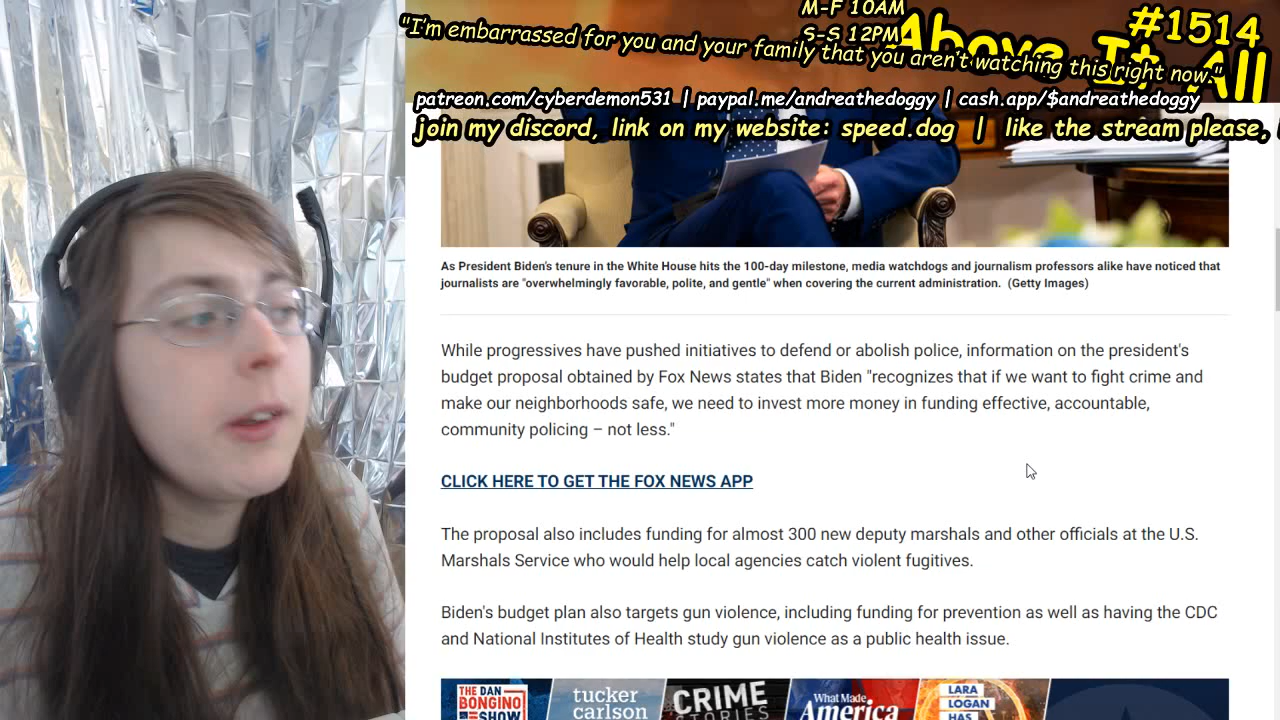 M-F 10AM
S-S 12PM
Above It All
#1514
"I'm embarrassed for you and your family that you aren't watching this right now."
patreon.com/cyberdemon531 | paypal.me/andreathedoggy | cash.app/$andreathedoggy
join my discord, link on my website: speed.dog | like the stream please,
As President Biden's tenure in the White House hits the 100-day milestone, media watchdogs and journalism professors alike have noticed that
journalists are "overwhelmingly favorable, polite, and gentle" when covering the current administration. (Getty Images)
While progressives have pushed initiatives to defend or abolish police, information on the president's
budget proposal obtained by Fox News states that Biden "recognizes that if we want to fight crime and
make our neighborhoods safe, we need to invest more money in funding effective, accountable,
community policing – not less."
CLICK HERE TO GET THE FOX NEWS APP
The proposal also includes funding for almost 300 new deputy marshals and other officials at the U.S.
Marshals Service who would help local agencies catch violent fugitives.
Biden's budget plan also targets gun violence, including funding for prevention as well as having the CDC
and National Institutes of Health study gun violence as a public health issue.
THE DAN
BONGINO
SHOW
tucker
carlson
CRIME
STORIES
What Made
America
LARA
LOGAN
HAS